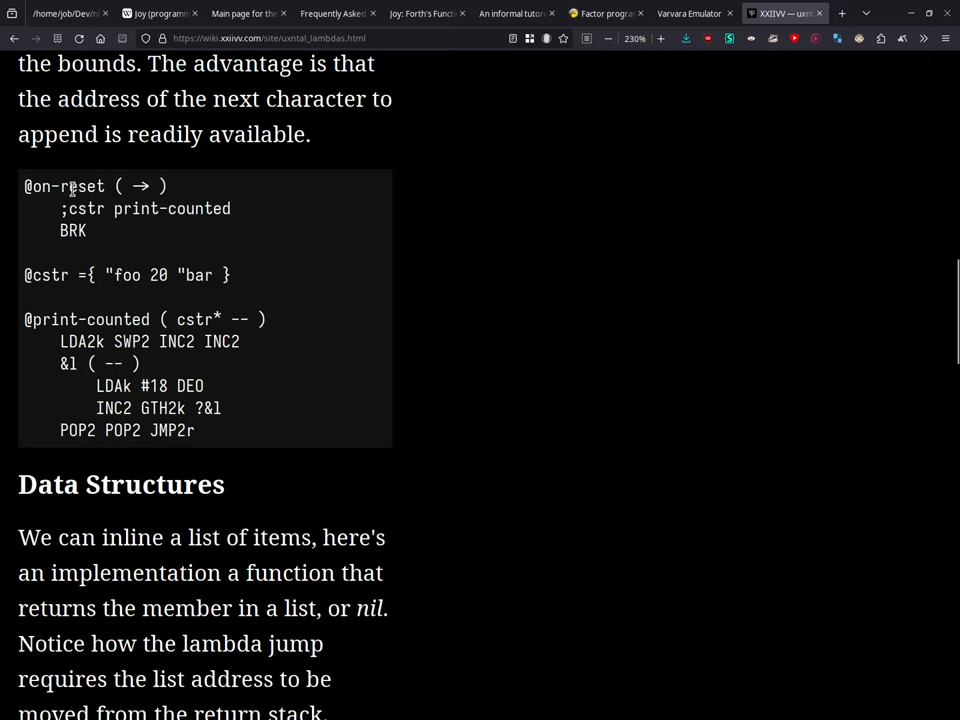 /home/job/Dev/n
Joy (program
Main page for the
Frequently Asked
Joy: Forth's Funct
An informal tutori
Factor progra
Varvara Emulator
XXIIVV — uxnt
https://wiki.xxiivv.com/site/uxntal_lambdas.html
230%
the bounds. The advantage is that
the address of the next character to
append is readily available.
@on-reset ( -> )
;cstr print-counted
BRK
@cstr ={ "foo 20 "bar }
@print-counted ( cstr* -- )
LDA2k SWP2 INC2 INC2
&l ( -- )
LDAk #18 DEO
INC2 GTH2k ?&l
POP2 POP2 JMP2r
Data Structures
We can inline a list of items, here's
an implementation a function that
returns the member in a list, or nil.
Notice how the lambda jump
requires the list address to be
moved from the return stack.